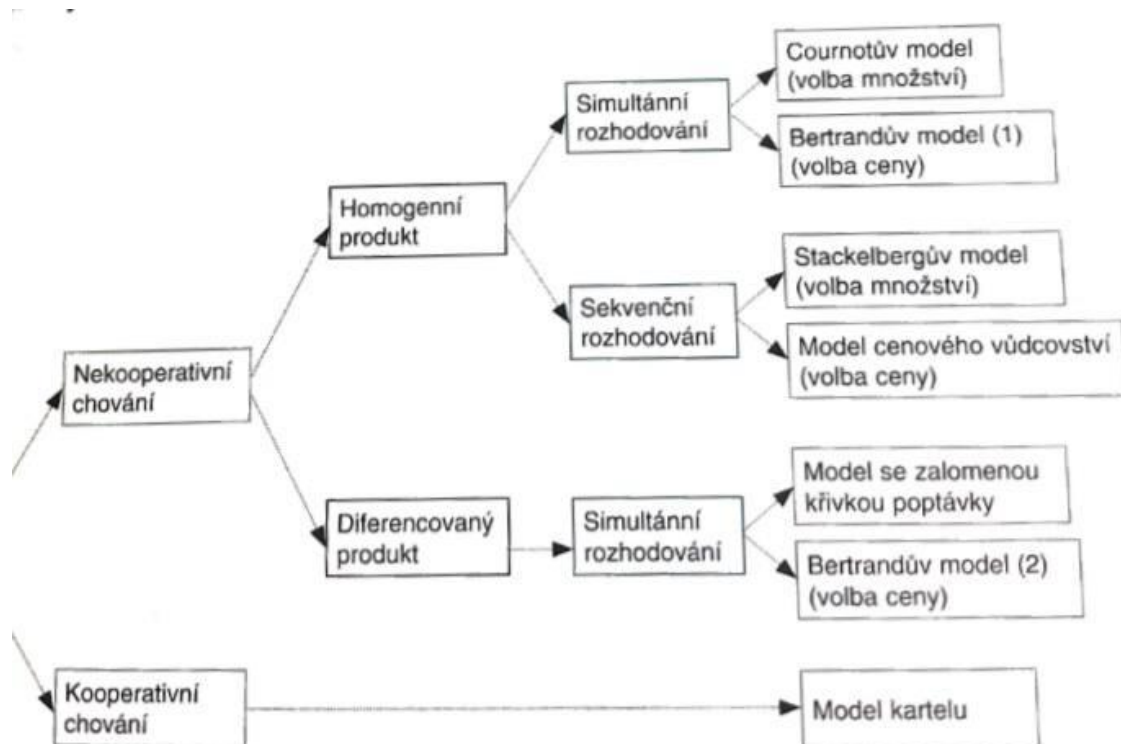 Cournotův model
(volba množství)
Simultánní
rozhodování
Bertrandův model (1)
(volba ceny)
Homogenní
produkt
Stackelbergův model
(volba množství)
Sekvenční
rozhodování
Model cenového vůdcovství
(volba ceny)
Nekooperativní
chování
Model se zalomenou
křivkou poptávky
Diferencovaný
produkt
Simultánní
rozhodování
Bertrandův model (2)
(volba ceny)
Kooperativní
chování
Model kartelu